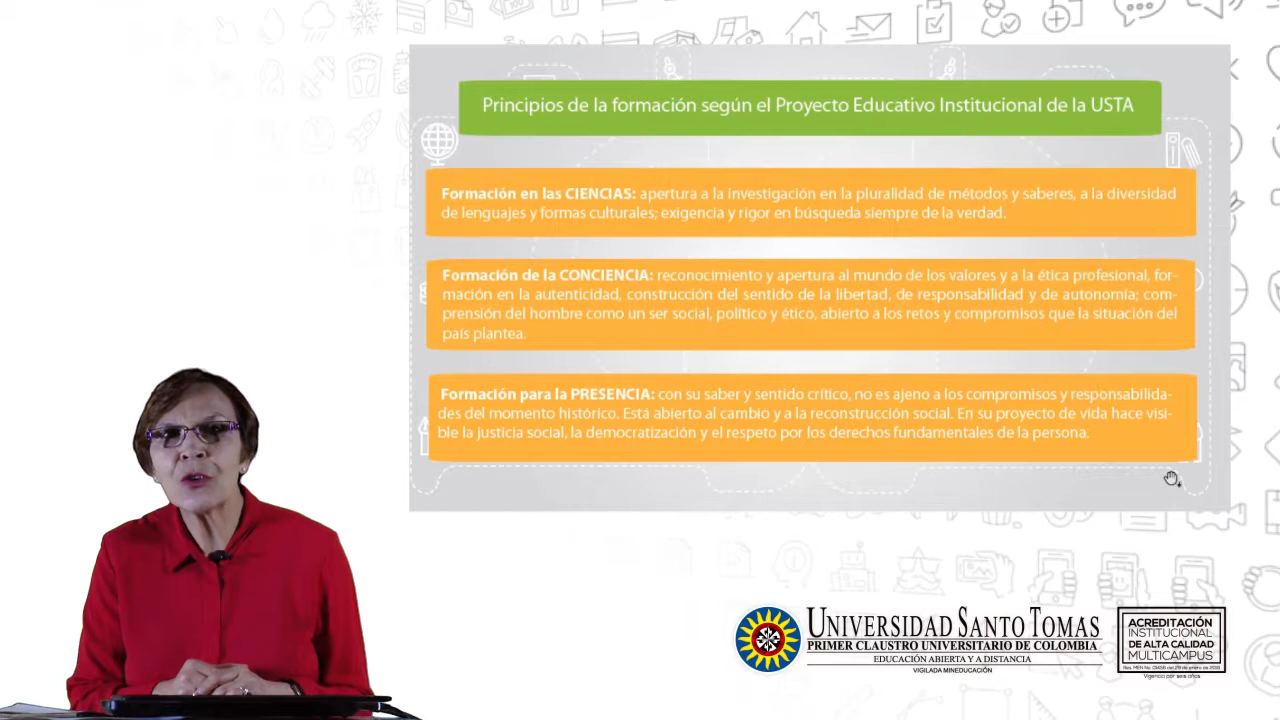 Principios de la formación según el Proyecto Educativo Institucional de la USTA
Formación en las CIENCIAS: apertura a la investigación en la pluralidad de métodos y saberes, a la diversidad
de lenguajes y formas culturales; exigencia y rigor en búsqueda siempre de la verdad.
Formación de la CONCIENCIA: reconocimiento y apertura al mundo de los valores y a la ética profesional, for-
mación en la autenticidad, construcción del sentido de la libertad, de responsabilidad y de autonomía; com-
prensión del hombre como un ser social, político y ético, abierto a los retos y compromisos que la situación del
país plantea.
Formación para la PRESENCIA: con su saber y sentido crítico, no es ajeno a los compromisos y responsabilida-
des del momento histórico. Está abierto al cambio y a la reconstrucción social. En su proyecto de vida hace visi-
ble la justicia social, la democratización y el respeto por los derechos fundamentales de la persona.
UNIVERSIDAD SANTO TOMAS
PRIMER CLAUSTRO UNIVERSITARIO DE COLOMBIA
EDUCACIÓN ABIERTA Y A DISTANCIA
VIGILADA MINEDUCACIÓN
ACREDITACIÓN
INSTITUCIONAL
DE ALTA CALIDAD
MULTICAMPUS
Vigencia por seis años